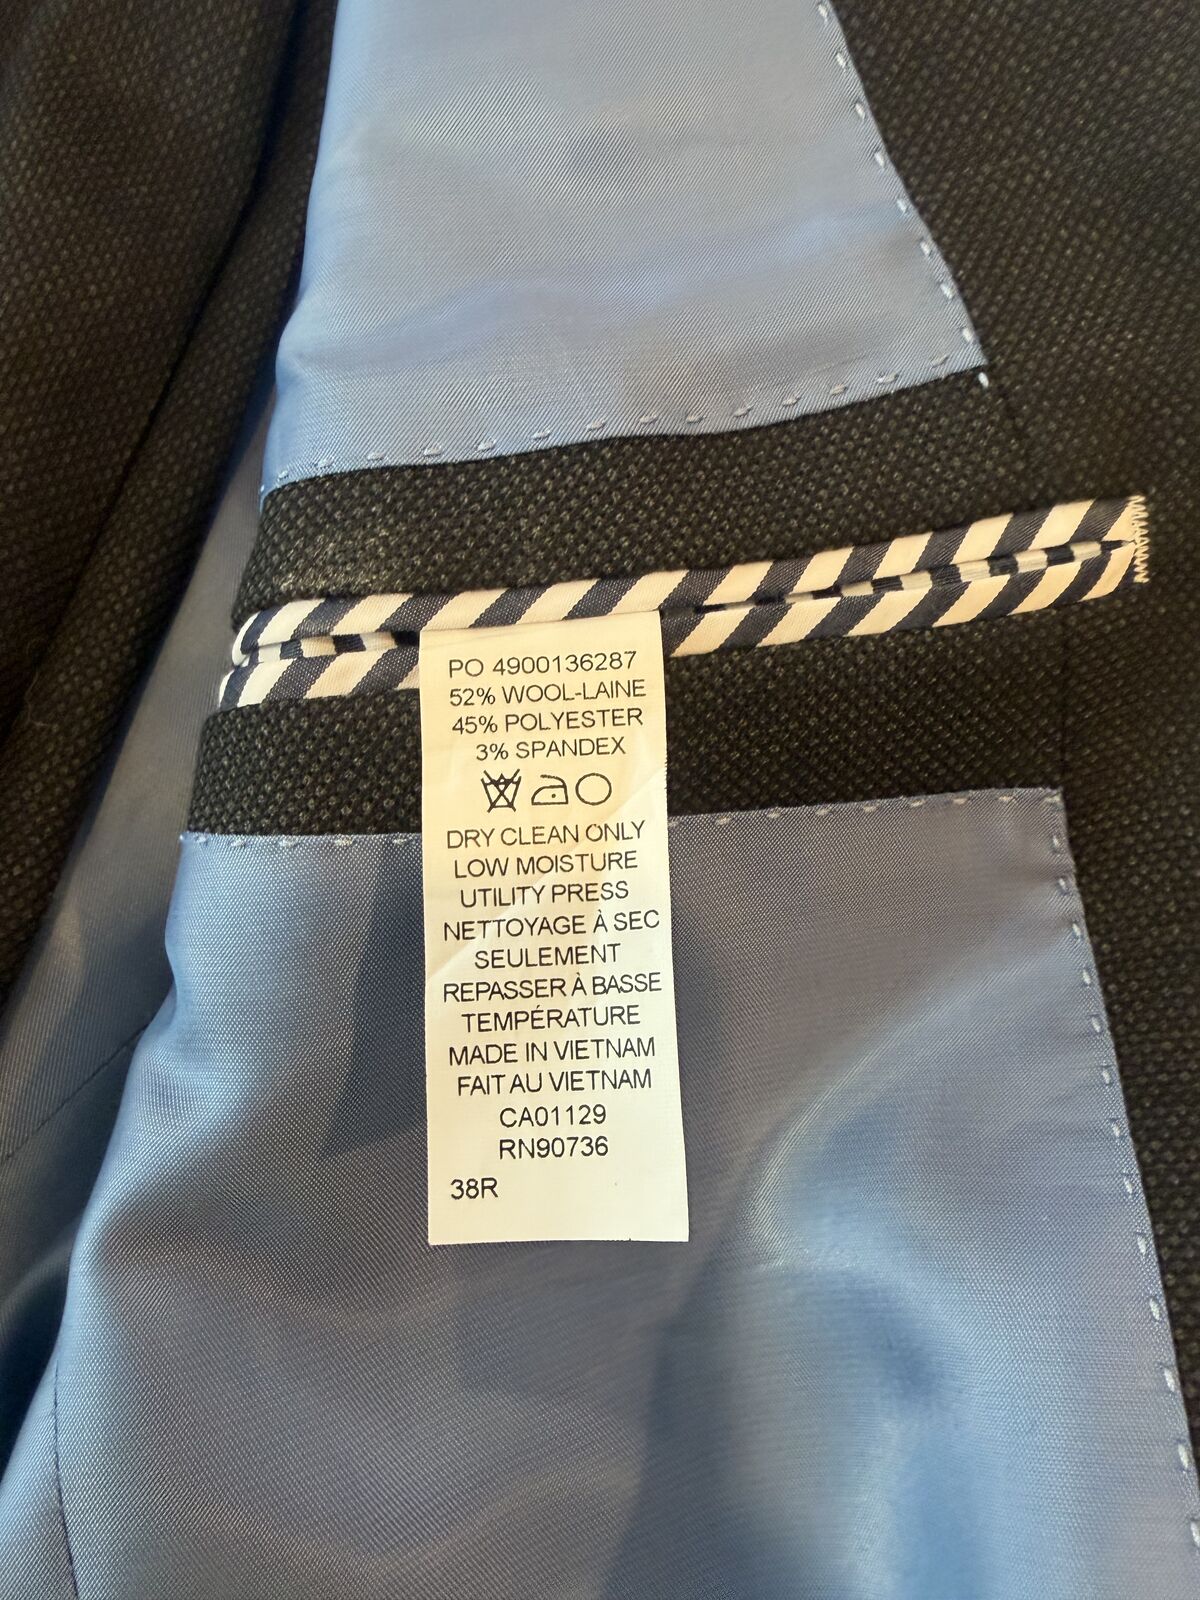 PO 4900136287
52% WOOL-LAINE
45% POLYESTER
3% SPANDEX
DRY CLEAN ONLY
LOW MOISTURE
UTILITY PRESS
NETTOYAGE À SEC
SEULEMENT
REPASSER À BASSE
TEMPÉRATURE
MADE IN VIETNAM
FAIT AU VIETNAM
CA01129
RN90736
38R